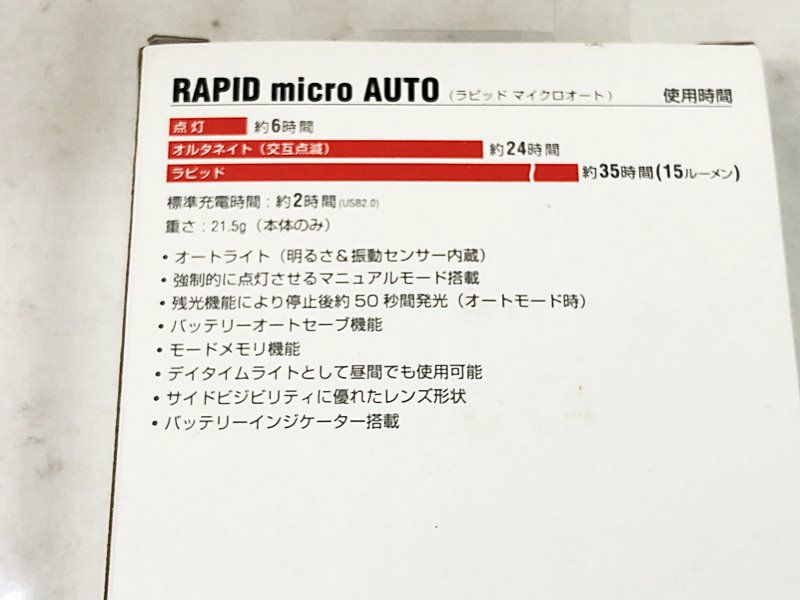 RAPID micro AUTO (ラピッド マイクロオート) 使用時間
点灯 約6時間
オルタネイト (交互点滅) 約24時間
ラピッド 約35時間(15ルーメン)
標準充電時間:約2時間(USB2.0)
重さ:21.5g(本体のみ)
・オートライト(明るさ&振動センサー内蔵)
・強制的に点灯させるマニュアルモード搭載
・残光機能により停止後約50秒間発光(オートモード時)
・バッテリーオートセーブ機能
・モードメモリ機能
・デイタイムライトとして昼間でも使用可能
・サイドビジビリティに優れたレンズ形状
・バッテリーインジケーター搭載